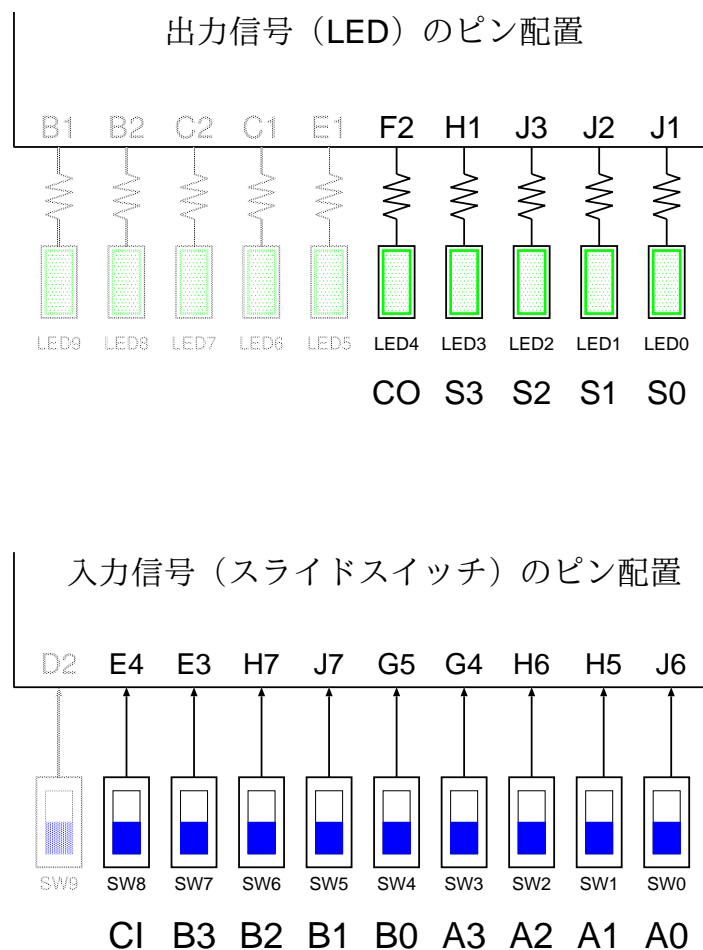 出力信号（LED）のピン配置
B1 B2 C2 C1 E1 F2 H1 J3 J2 J1
LED9 LED8 LED7 LED6 LED5 LED4 LED3 LED2 LED1 LED0
CO S3 S2 S1 S0
入力信号（スライドスイッチ）のピン配置
D2 E4 E3 H7 J7 G5 G4 H6 H5 J6
SW9 SW8 SW7 SW6 SW5 SW4 SW3 SW2 SW1 SW0
CI B3 B2 B1 B0 A3 A2 A1 A0